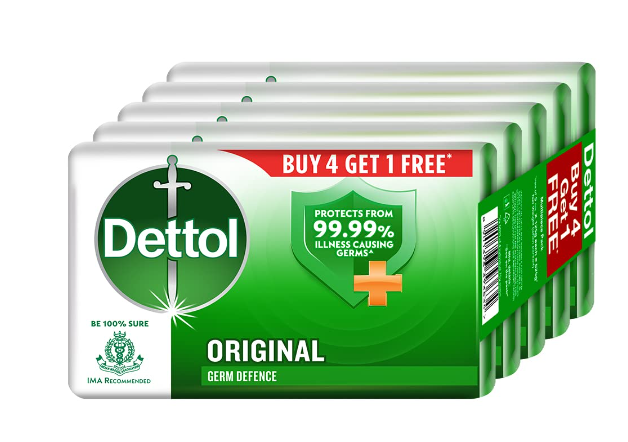 BUY 4 GET 1 FREE*
Dettol
PROTECTS FROM
99.99%
ILLNESS CAUSING
GERMS^
BE 100% SURE
IMA RECOMMENDED
ORIGINAL
GERM DEFENCE
Dettol
Buy 4
Get 1
FREE*